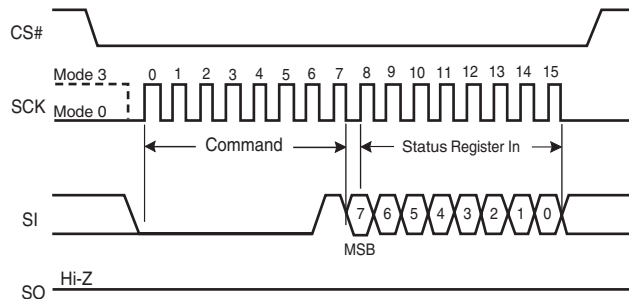 CS#
Mode 3
0 1 2 3 4 5 6 7 8 9 10 11 12 13 14 15
SCK
Mode 0
Command
Status Register In
SI
7 6 5 4 3 2 1 0
MSB
Hi-Z
SO